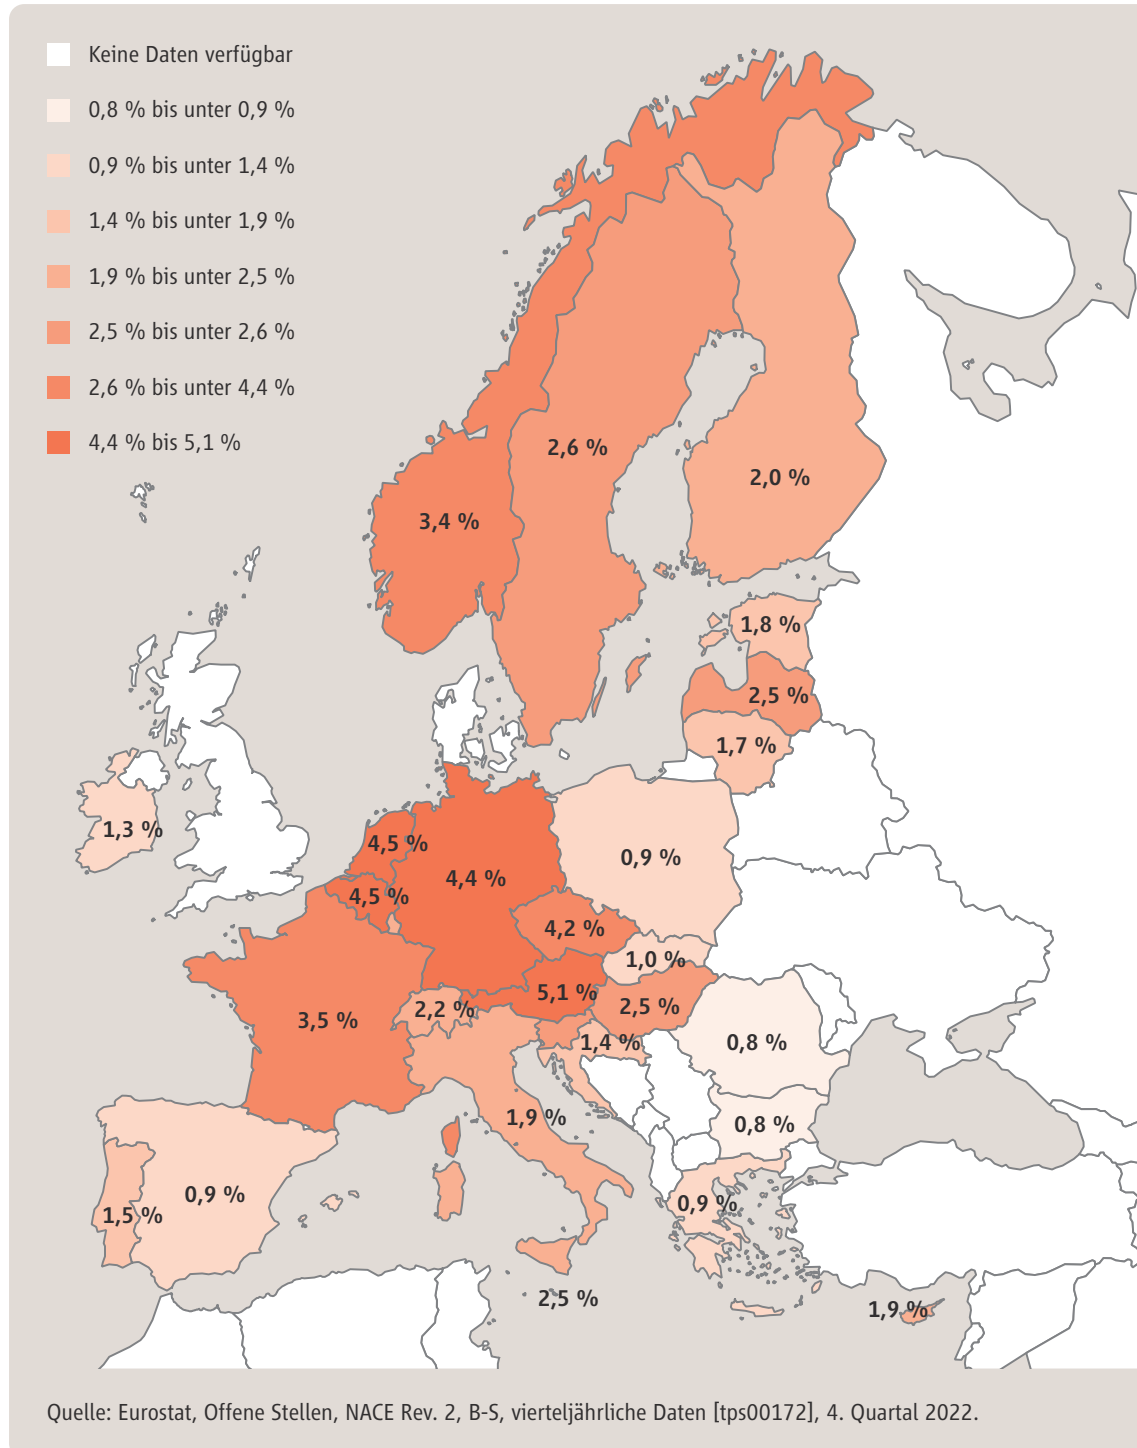 Keine Daten verfügbar
0,8 % bis unter 0,9 %
0,9 % bis unter 1,4 %
1,4 % bis unter 1,9 %
1,9 % bis unter 2,5 %
2,5 % bis unter 2,6 %
2,6 % bis unter 4,4 %
4,4 % bis 5,1 %
2,6 %
2,0 %
3,4 %
1,8 %
2,5 %
1,7 %
1,3 %
4,5 %
0,9 %
4,4 %
4,5 %
4,2 %
1,0 %
5,1 %
2,5 %
2,2 %
3,5 %
1,4 %
0,8 %
1,9 %
0,8 %
0,9 %
0,9 %
1,5 %
2,5 %
1,9 %
Quelle: Eurostat, Offene Stellen, NACE Rev. 2, B-S, vierteljährliche Daten [tps00172], 4. Quartal 2022.